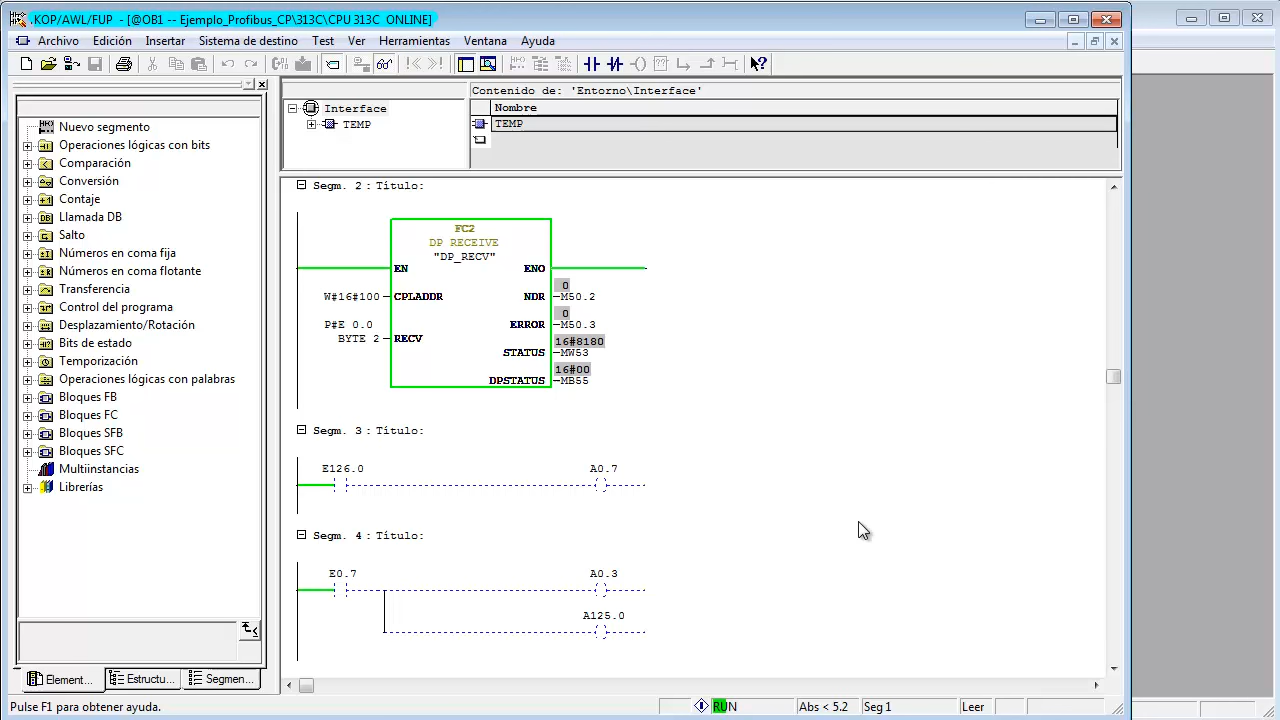 KOP/AWL/FUP - [@OB1 -- Ejemplo_Profibus_CP\313C\CPU 313C ONLINE]
Archivo Edición Insertar Sistema de destino Test Ver Herramientas Ventana Ayuda
Contenido de: 'Entorno\Interface'
Interface
TEMP
Nombre
TEMP
Nuevo segmento
Operaciones lógicas con bits
Comparación
Conversión
Contaje
Llamada DB
Salto
Números en coma fija
Números en coma flotante
Transferencia
Control del programa
Desplazamiento/Rotación
Bits de estado
Temporización
Operaciones lógicas con palabras
Bloques FB
Bloques FC
Bloques SFB
Bloques SFC
Multiinstancias
Librerías
Element... Estructu... Segmen...
Segm. 2 : Título:
FC2
DP RECEIVE
"DP_RECV"
EN ENO
0
W#16#100 CPLADDR NDR M50.2
0
P#E 0.0 ERROR M50.3
BYTE 2 RECV 16#8180
STATUS MW53
16#00
DPSTATUS MB55
Segm. 3 : Título:
E126.0 A0.7
Segm. 4 : Título:
E0.7 A0.3
A125.0
Pulse F1 para obtener ayuda. RUN Abs < 5.2 Seg 1 Leer